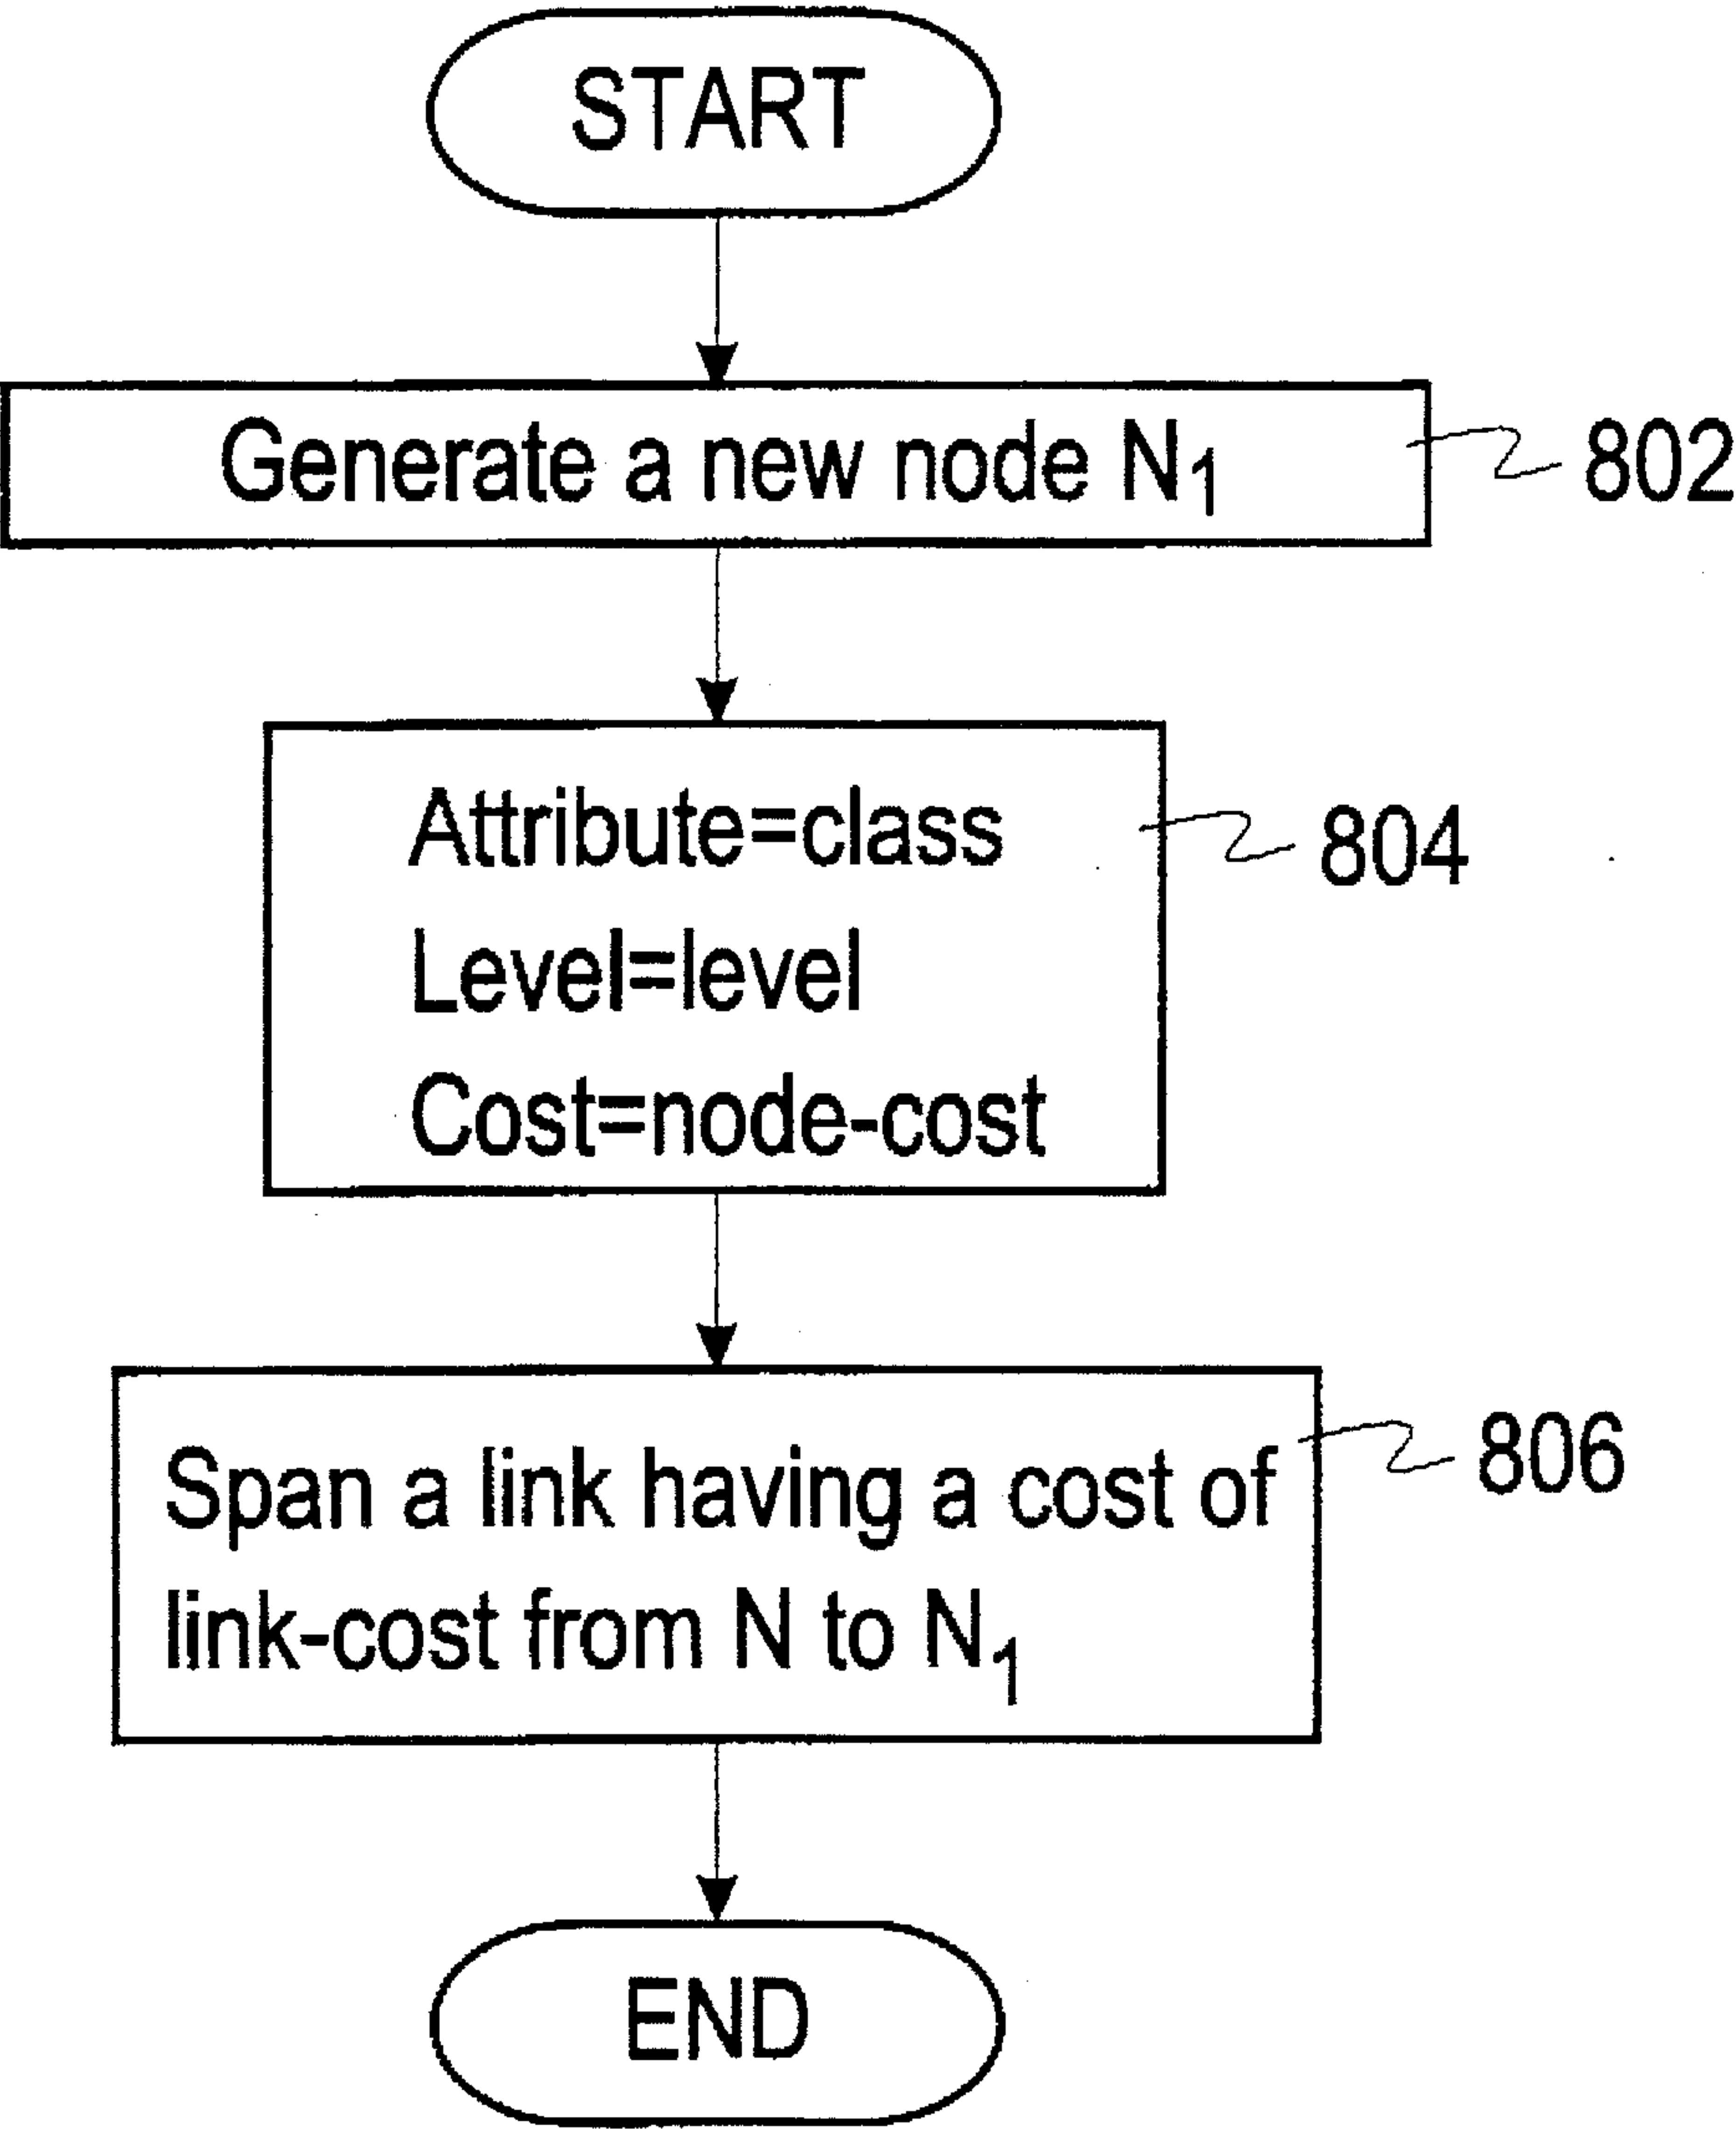 START
Generate a new node N₁
802
Attribute=class
804
Level=level
Cost=node-cost
Span a link having a cost of
806
link-cost from N to N₁
END